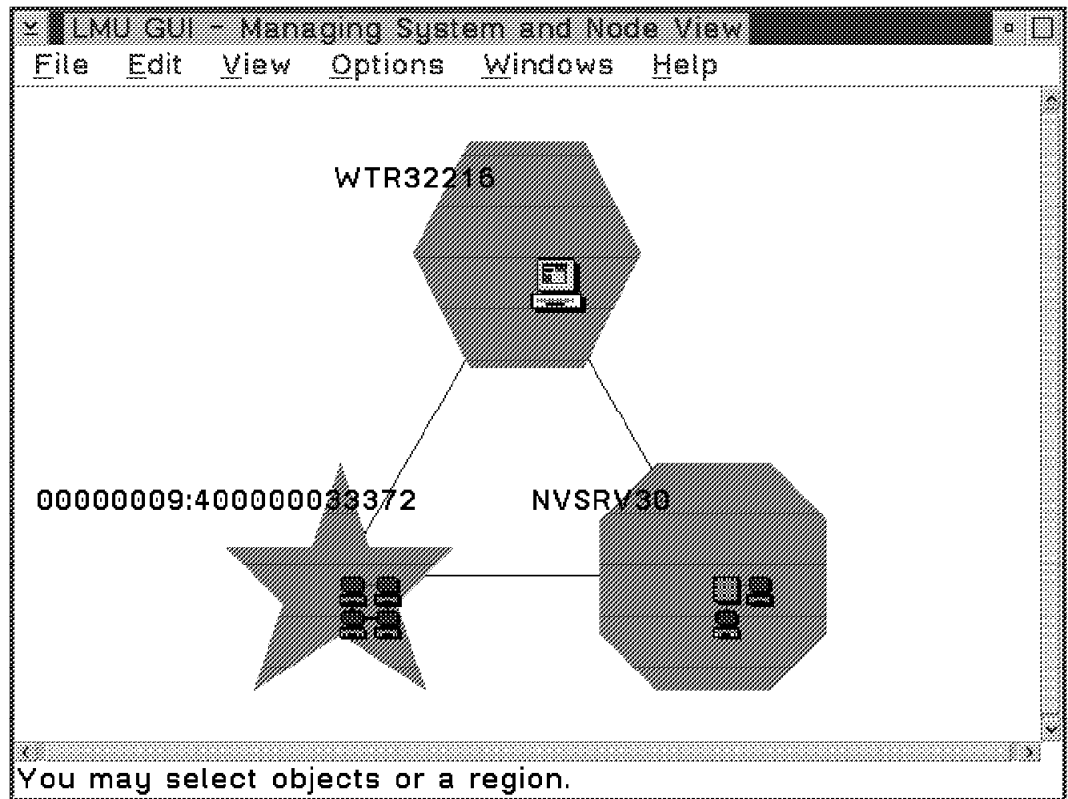 LMU GUI - Managing System and Node View
File Edit View Options Windows Help
WTR32216
00000009:400000033372
NVSRV30
You may select objects or a region.